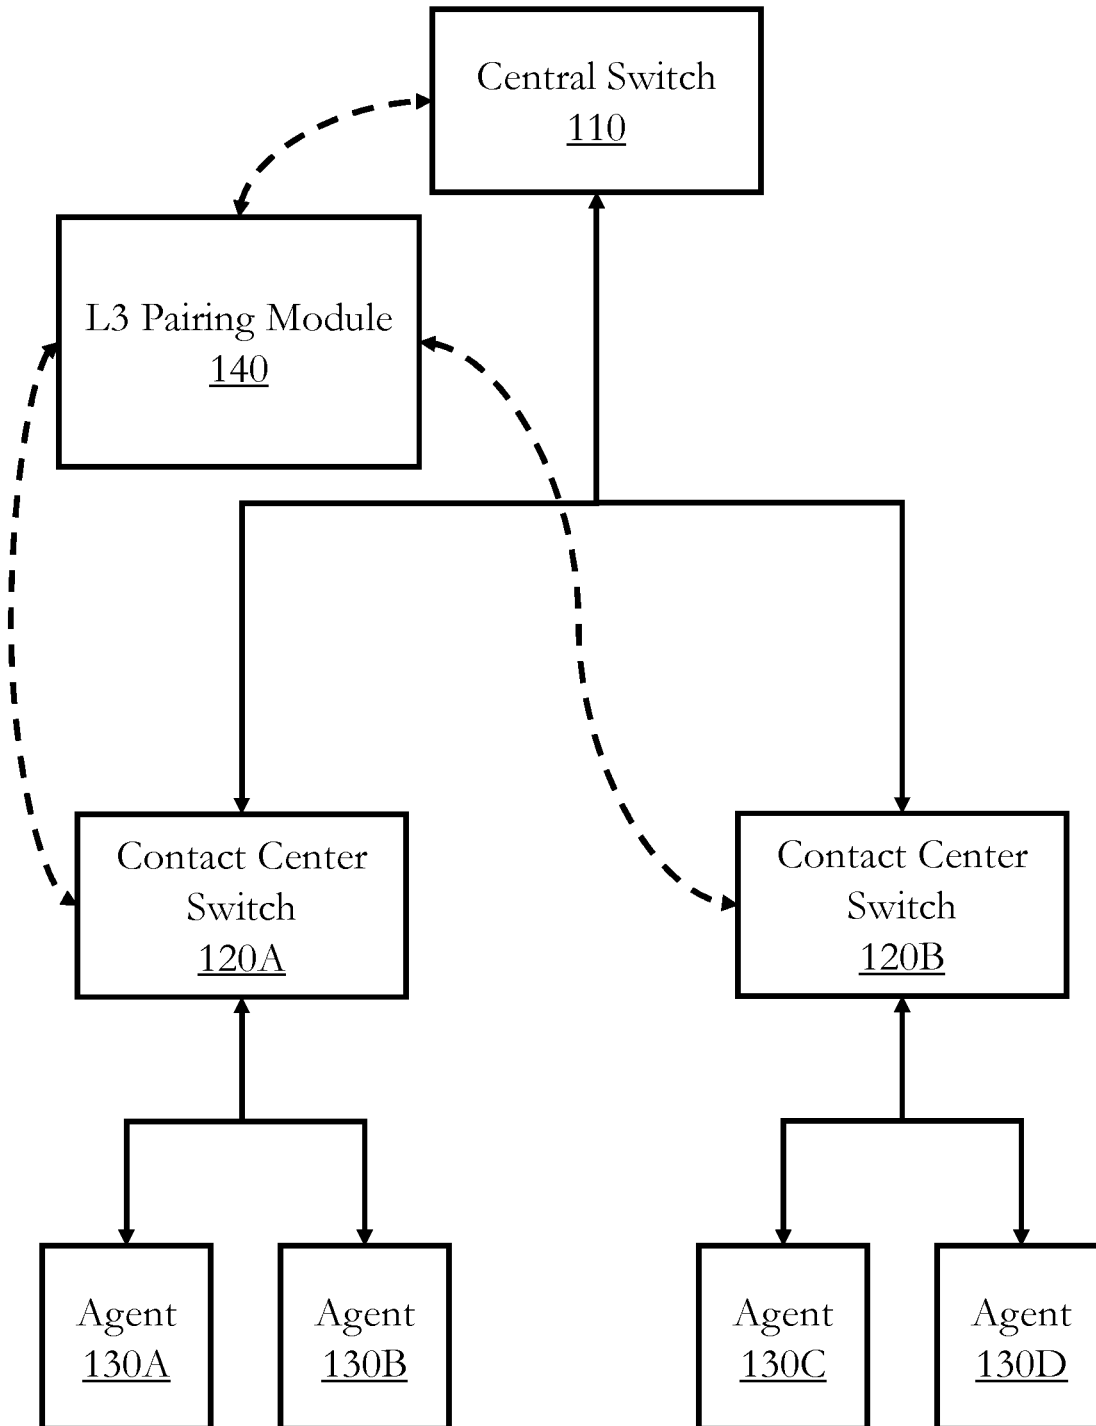 Central Switch
110
L3 Pairing Module
140
Contact Center
Switch
120A
Contact Center
Switch
120B
Agent
130A
Agent
130B
Agent
130C
Agent
130D